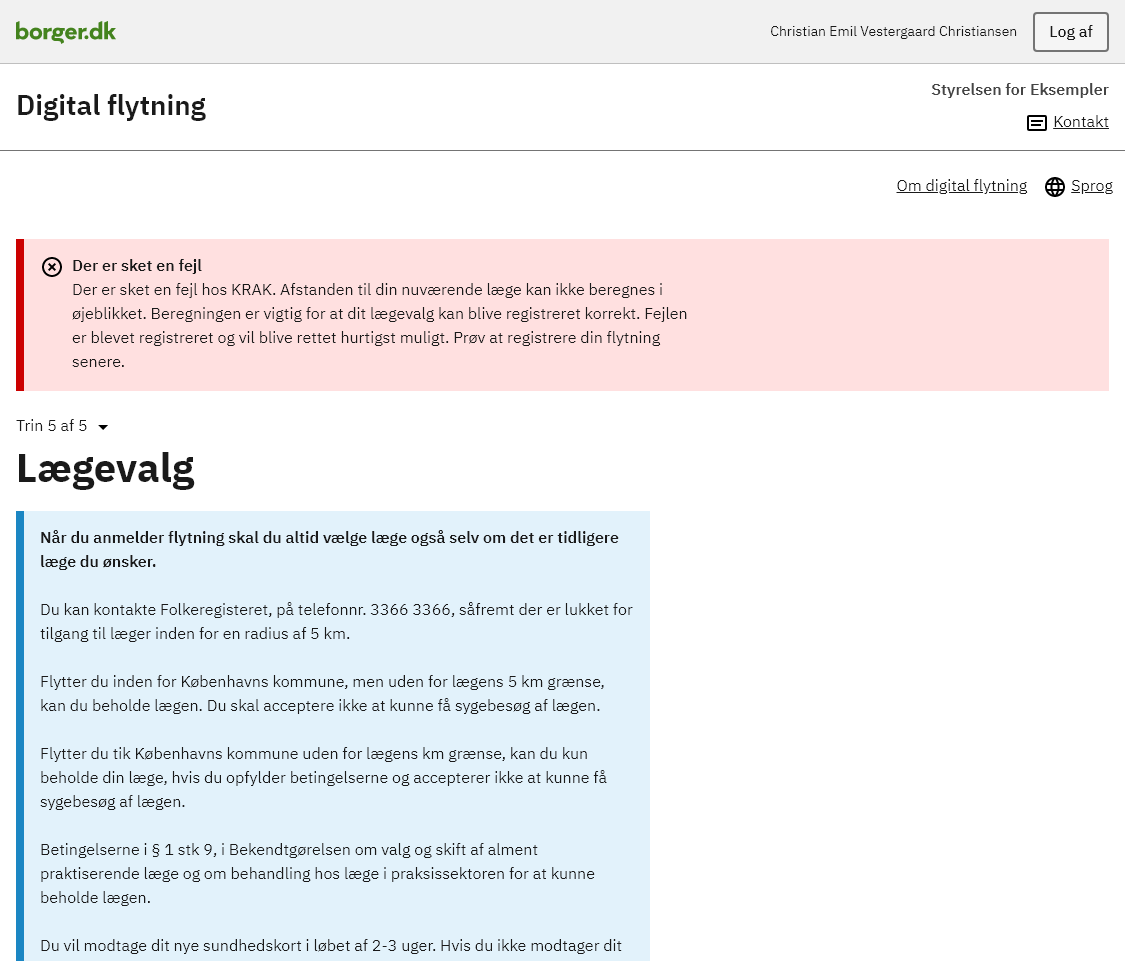 borger.dk
Christian Emil Vestergaard Christiansen
Log af
Digital flytning
Styrelsen for Eksempler
Kontakt
Om digital flytning
Sprog
Der er sket en fejl
Der er sket en fejl hos KRAK. Afstanden til din nuværende læge kan ikke beregnes i
øjeblikket. Beregningen er vigtig for at dit lægevalg kan blive registreret korrekt. Fejlen
er blevet registreret og vil blive rettet hurtigst muligt. Prøv at registrere din flytning
senere.
Trin 5 af 5
Lægevalg
Når du anmelder flytning skal du altid vælge læge også selv om det er tidligere
læge du ønsker.
Du kan kontakte Folkeregisteret, på telefonnr. 3366 3366, såfremt der er lukket for
tilgang til læger inden for en radius af 5 km.
Flytter du inden for Københavns kommune, men uden for lægens 5 km grænse,
kan du beholde lægen. Du skal acceptere ikke at kunne få sygebesøg af lægen.
Flytter du tik Københavns kommune uden for lægens km grænse, kan du kun
beholde din læge, hvis du opfylder betingelserne og accepterer ikke at kunne få
sygebesøg af lægen.
Betingelserne i § 1 stk 9, i Bekendtgørelsen om valg og skift af alment
praktiserende læge og om behandling hos læge i praksissektoren for at kunne
beholde lægen.
Du vil modtage dit nye sundhedskort i løbet af 2-3 uger. Hvis du ikke modtager dit